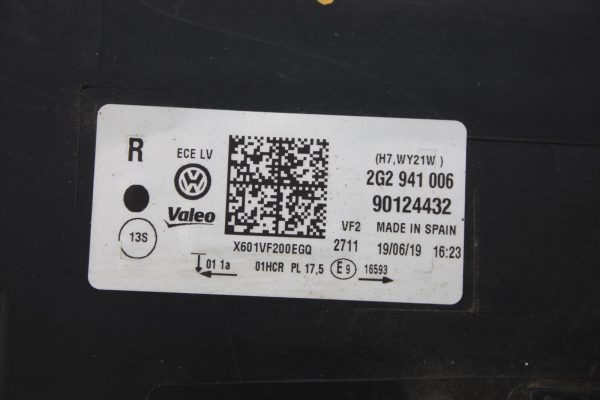 R ECE LV (H7,WY21W )
2G2 941 006
Valeo 90124432
13S VF2 MADE IN SPAIN
X601VF200EGQ 2711 19/06/19 16:23
01 1a 01HCR PL 17,5 E9 16593